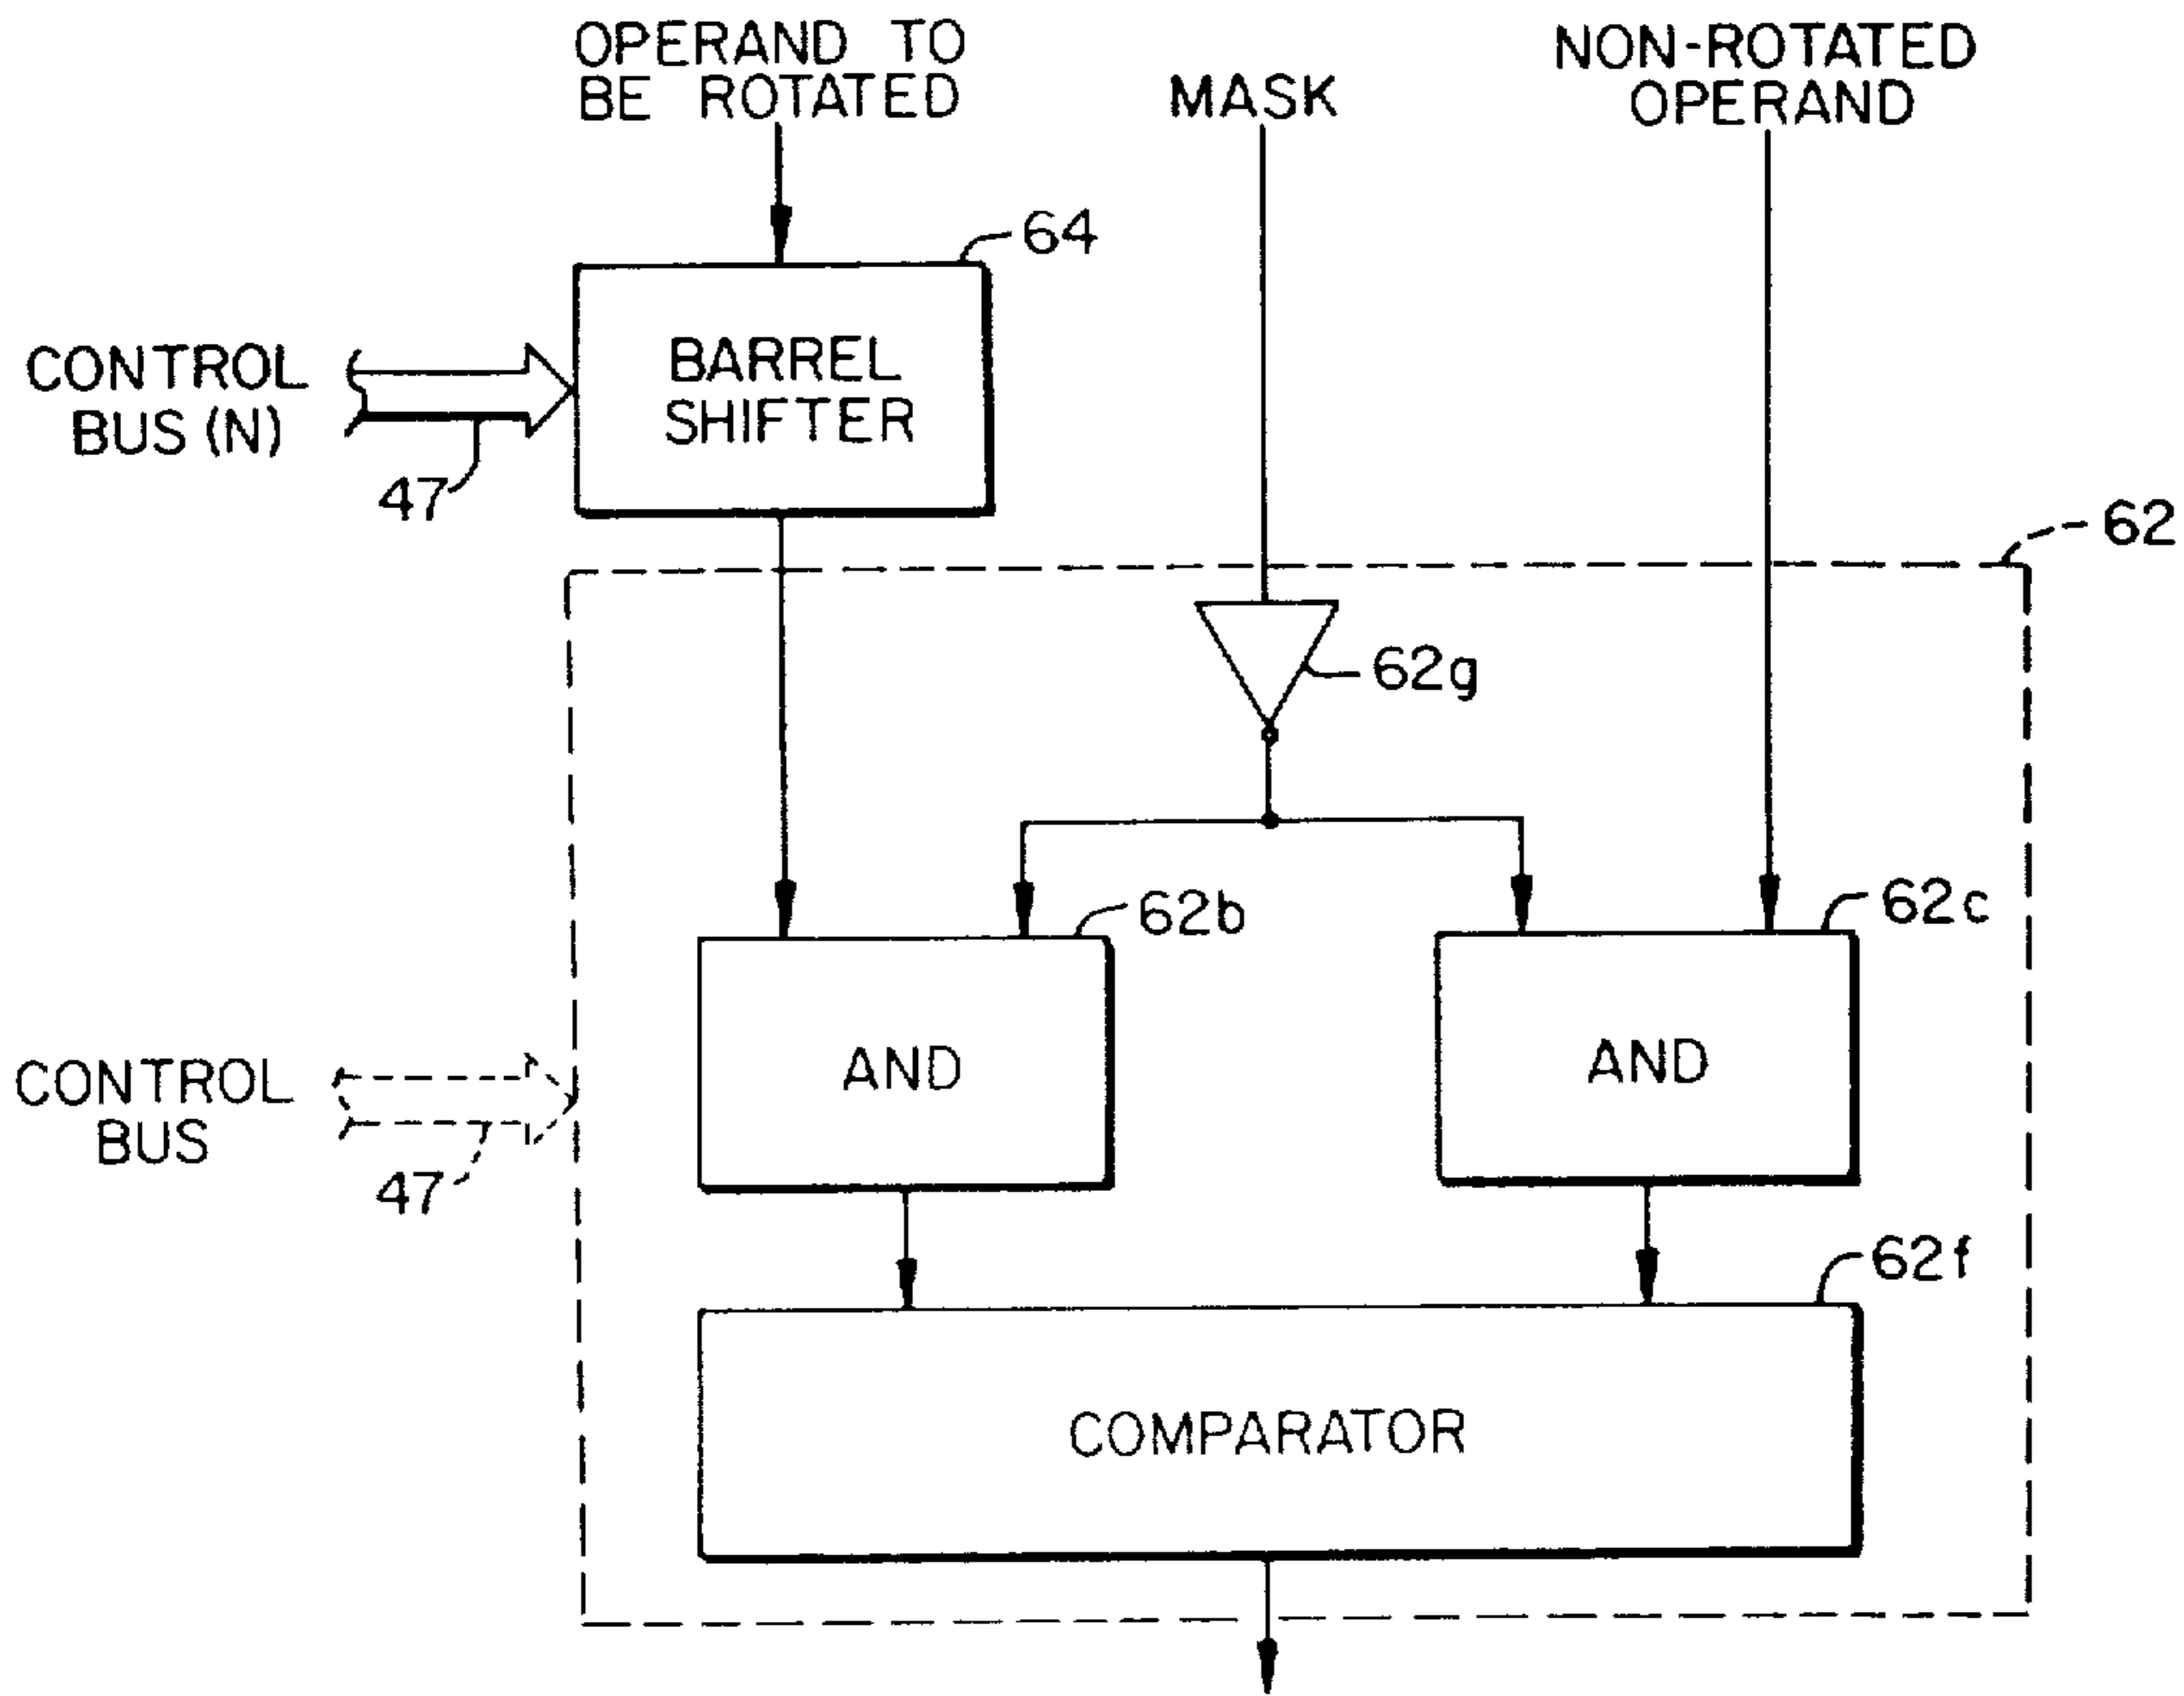 OPERAND TO
BE ROTATED
MASK
NON-ROTATED
OPERAND
64
CONTROL
BUS (N)
47
BARREL
SHIFTER
62
62g
62b
62c
AND
AND
CONTROL
BUS
47
62f
COMPARATOR